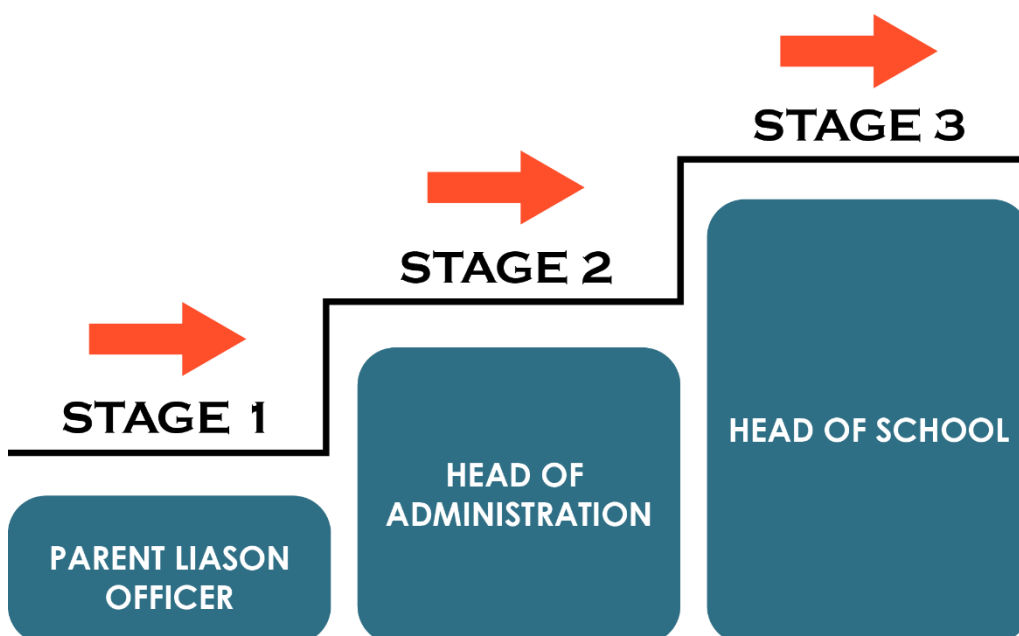 STAGE 1
PARENT LIASON
OFFICER
STAGE 2
HEAD OF
ADMINISTRATION
STAGE 3
HEAD OF SCHOOL